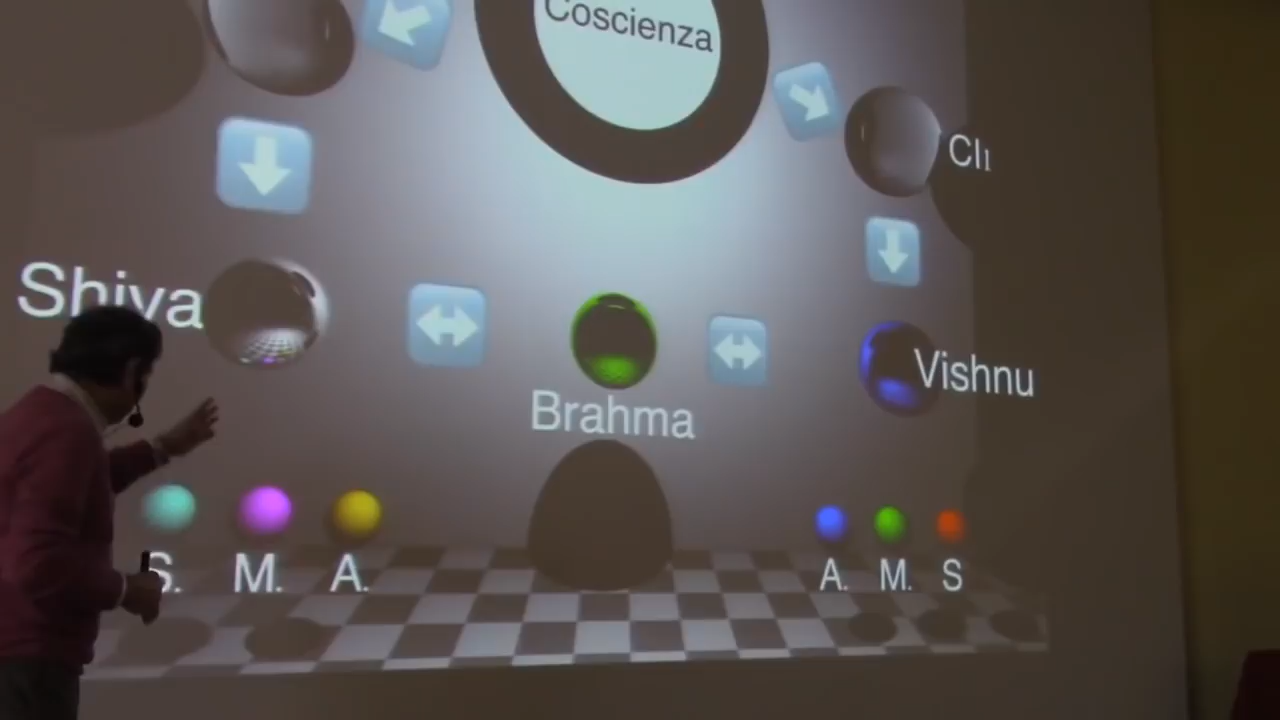 Coscienza
Shiva
Brahma
Vishnu
S. M. A.
A. M. S